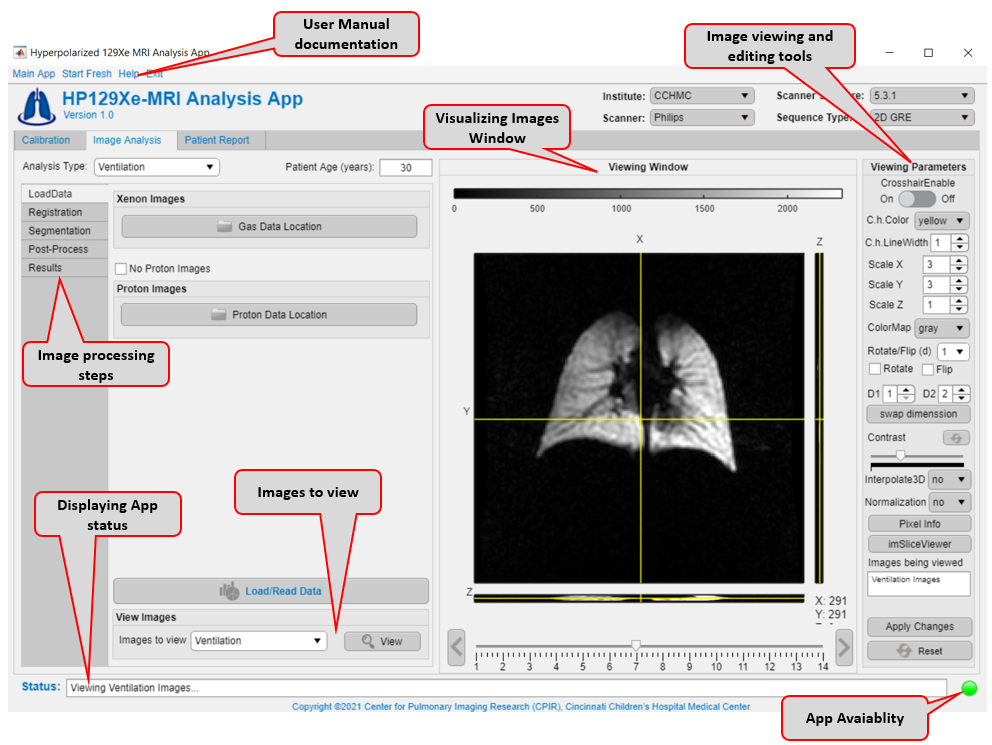 User Manual
documentation
Image viewing and
editing tools
Hyperpolarized 129Xe MRI Analysis App
Main App Start Fresh Help Exit
HP129Xe-MRI Analysis App
Version 1.0
Institute: CCHMC
Scanner: Philips
5.3.1
Sequence Type: 2D GRE
Visualizing Images
Window
Calibration Image Analysis Patient Report
Analysis Type: Ventilation
Patient Age (years): 30
Viewing Window
Viewing Parameters
LoadData
Registration
Segmentation
Post-Process
Results
Xenon Images
Gas Data Location
No Proton Images
Proton Images
Proton Data Location
Image processing
steps
0 500 1000 1500 2000
X
Z
Y
Z
X: 291
Y: 291
CrosshairEnable
On Off
C.h.Color yellow
C.h.LineWidth 1
Scale X 3
Scale Y 3
Scale Z 1
ColorMap gray
Rotate/Flip (d) 1
Rotate Flip
D1 1 D2 2
swap dimenssion
Contrast
Interpolate3D no
Normalization no
Pixel Info
imSliceViewer
Images being viewed
Ventilation Images
Apply Changes
Reset
Displaying App
status
Images to view
Load/Read Data
View Images
Images to view Ventilation View
1 2 3 4 5 6 7 8 9 10 11 12 13 14
Status: Viewing Ventilation Images...
Copyright ©2021 Center for Pulmonary Imaging Research (CPIR), Cincinnati Children's Hospital Medical Center
App Avaiablity